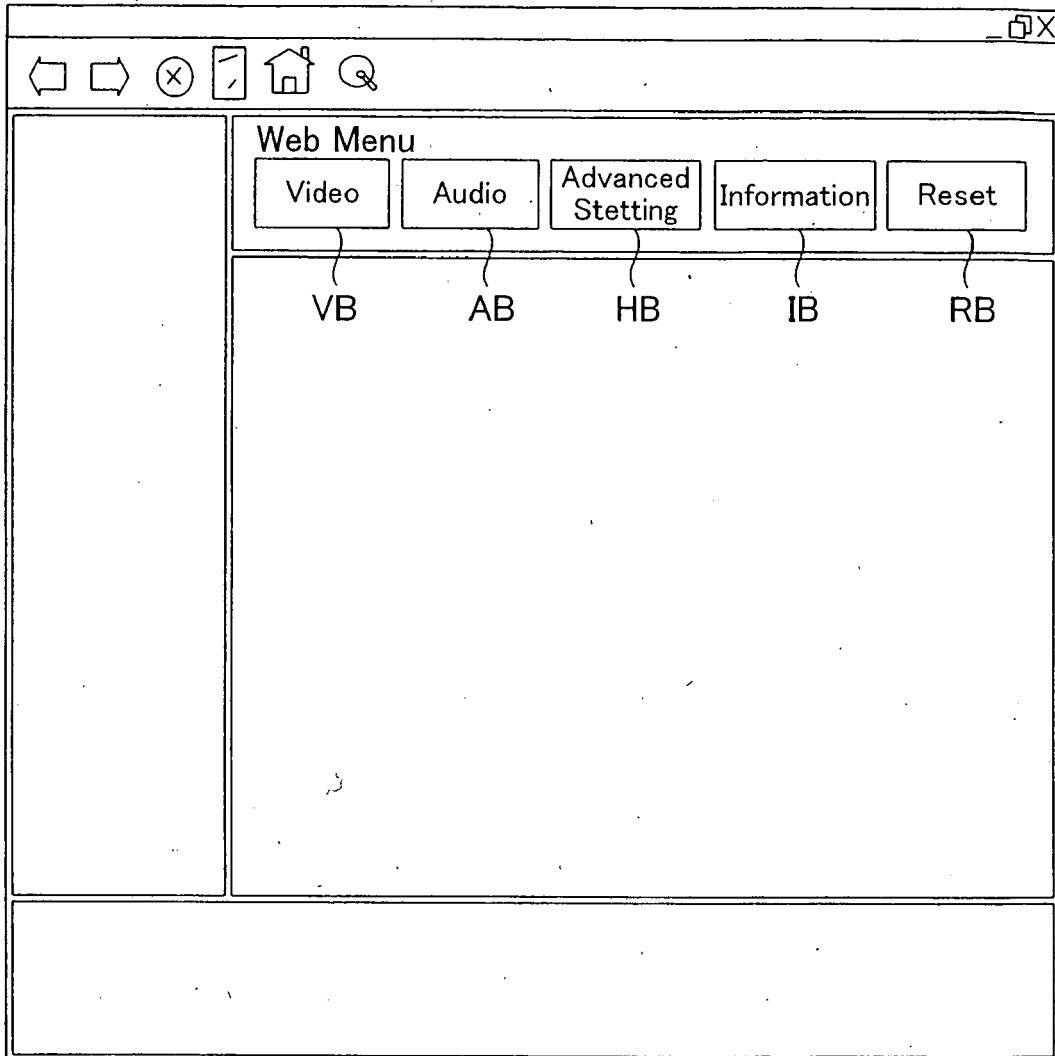 Web Menu
Video
Audio
Advanced
Stetting
Information
Reset
VB
AB
HB
IB
RB